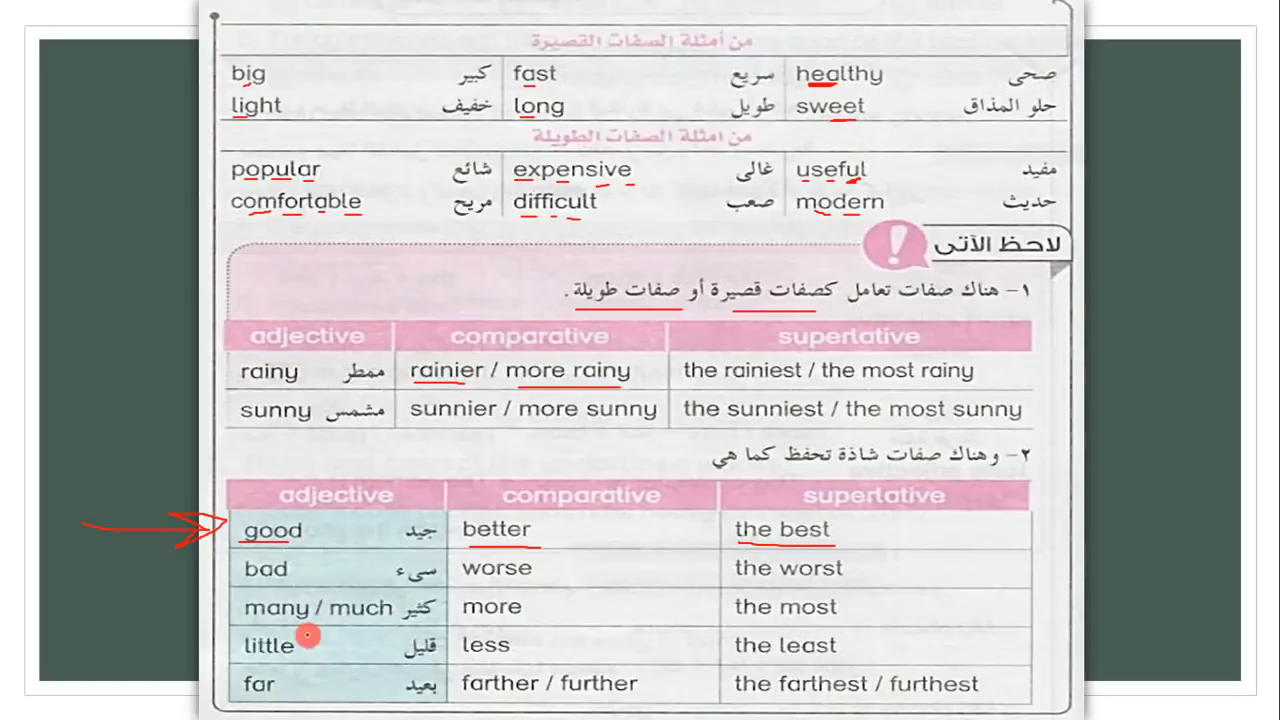 من أمثلة الصفات القصيرة
big كبير fast سريع healthy صحى
light خفيف long طويل sweet حلو المذاق
من امثلة الصفات الطويلة
popular شائع expensive غالى useful مفيد
comfortable مريح difficult صعب modern حديث
لاحظ الآتى
١- هناك صفات تعامل كصفات قصيرة أو صفات طويلة.
adjective comparative superlative
rainy ممطر rainier / more rainy the rainiest / the most rainy
sunny مشمس sunnier / more sunny the sunniest / the most sunny
٢- وهناك صفات شاذة تحفظ كما هي
adjective comparative superlative
good جيد better the best
bad سىء worse the worst
many / much كثير more the most
little قليل less the least
far بعيد farther / further the farthest / furthest